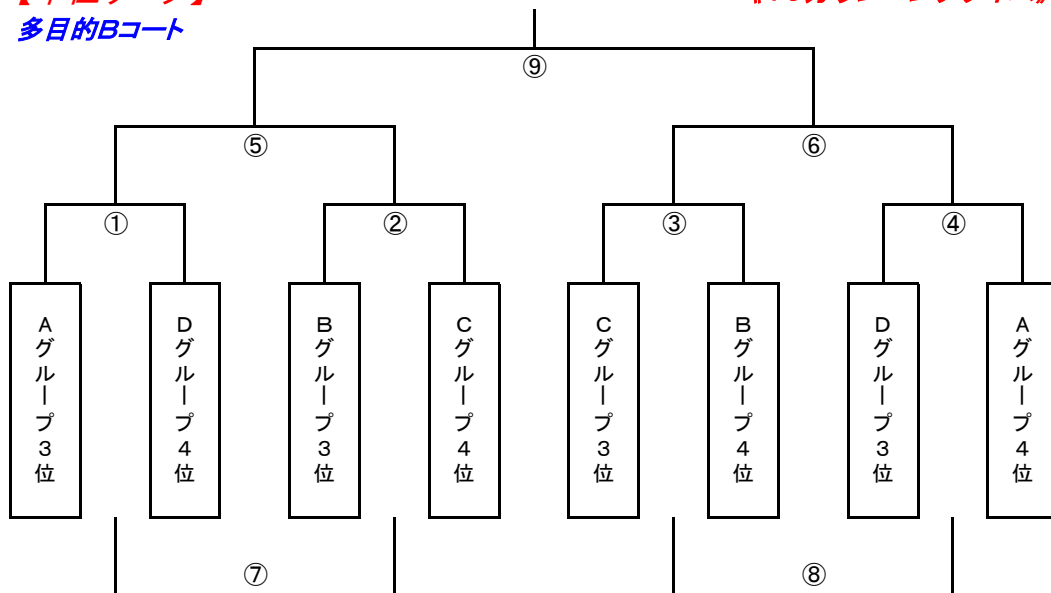 多目的Bコート
⑨
⑤
⑥
①
②
③
④
Aグループ3位
Dグループ4位
Bグループ3位
Cグループ4位
Cグループ3位
Bグループ4位
Dグループ3位
Aグループ4位
⑦
⑧